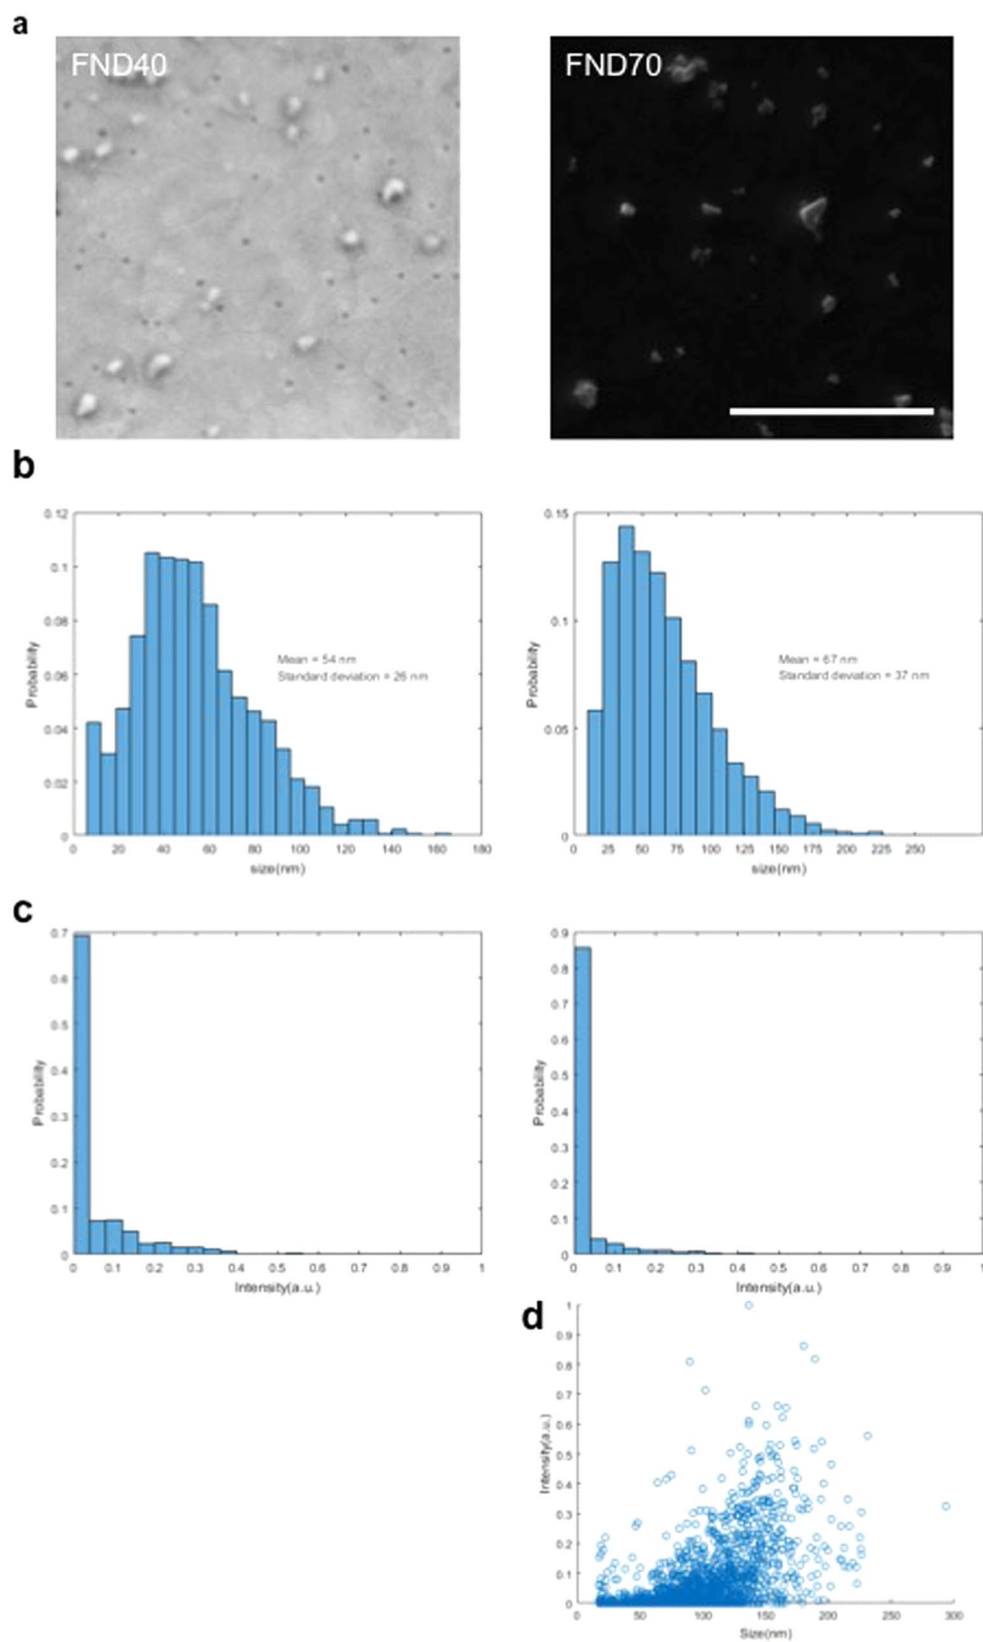 a
FND40
FND70
b
0.12
0.1
0.08
0.06
0.04
0.02
0
Probability
Mean = 54 nm
Standard deviation = 26 nm
0 20 40 60 80 100 120 140 160 180
size(nm)
0.15
0.1
0.05
0
Probability
Mean = 67 nm
Standard deviation = 37 nm
0 25 50 75 100 125 150 175 200 225 250
size(nm)
c
0.7
0.6
0.5
0.4
0.3
0.2
0.1
0
Probability
0 0.1 0.2 0.3 0.4 0.5 0.6 0.7 0.8 0.9 1
Intensity(a.u.)
0.9
0.8
0.7
0.6
0.5
0.4
0.3
0.2
0.1
0
Probability
0 0.1 0.2 0.3 0.4 0.5 0.6 0.7 0.8 0.9 1
Intensity(a.u.)
d
1
0.9
0.8
0.7
0.6
0.5
0.4
0.3
0.2
0.1
0
Intensity(a.u.)
0 50 100 150 200 250 300
Size(nm)